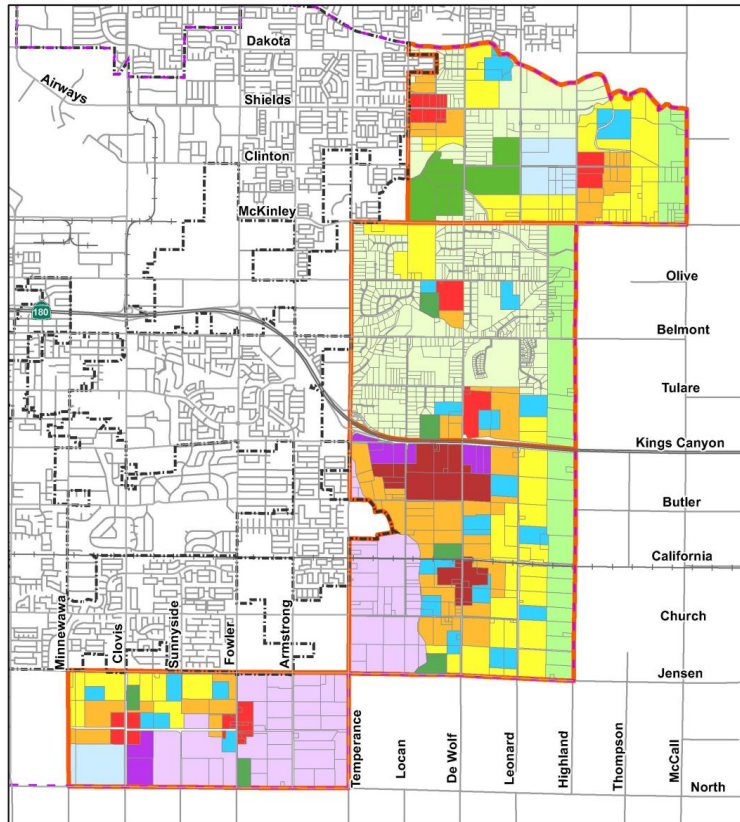 Dakota
Airways
Shields
Clinton
McKinley
Olive
180
Belmont
Tulare
Kings Canyon
Butler
California
Church
Minnewawa
Clovis
Sunnyside
Fowler
Armstrong
Jensen
Temperance
Locan
De Wolf
Leonard
Highland
Thompson
McCall
North